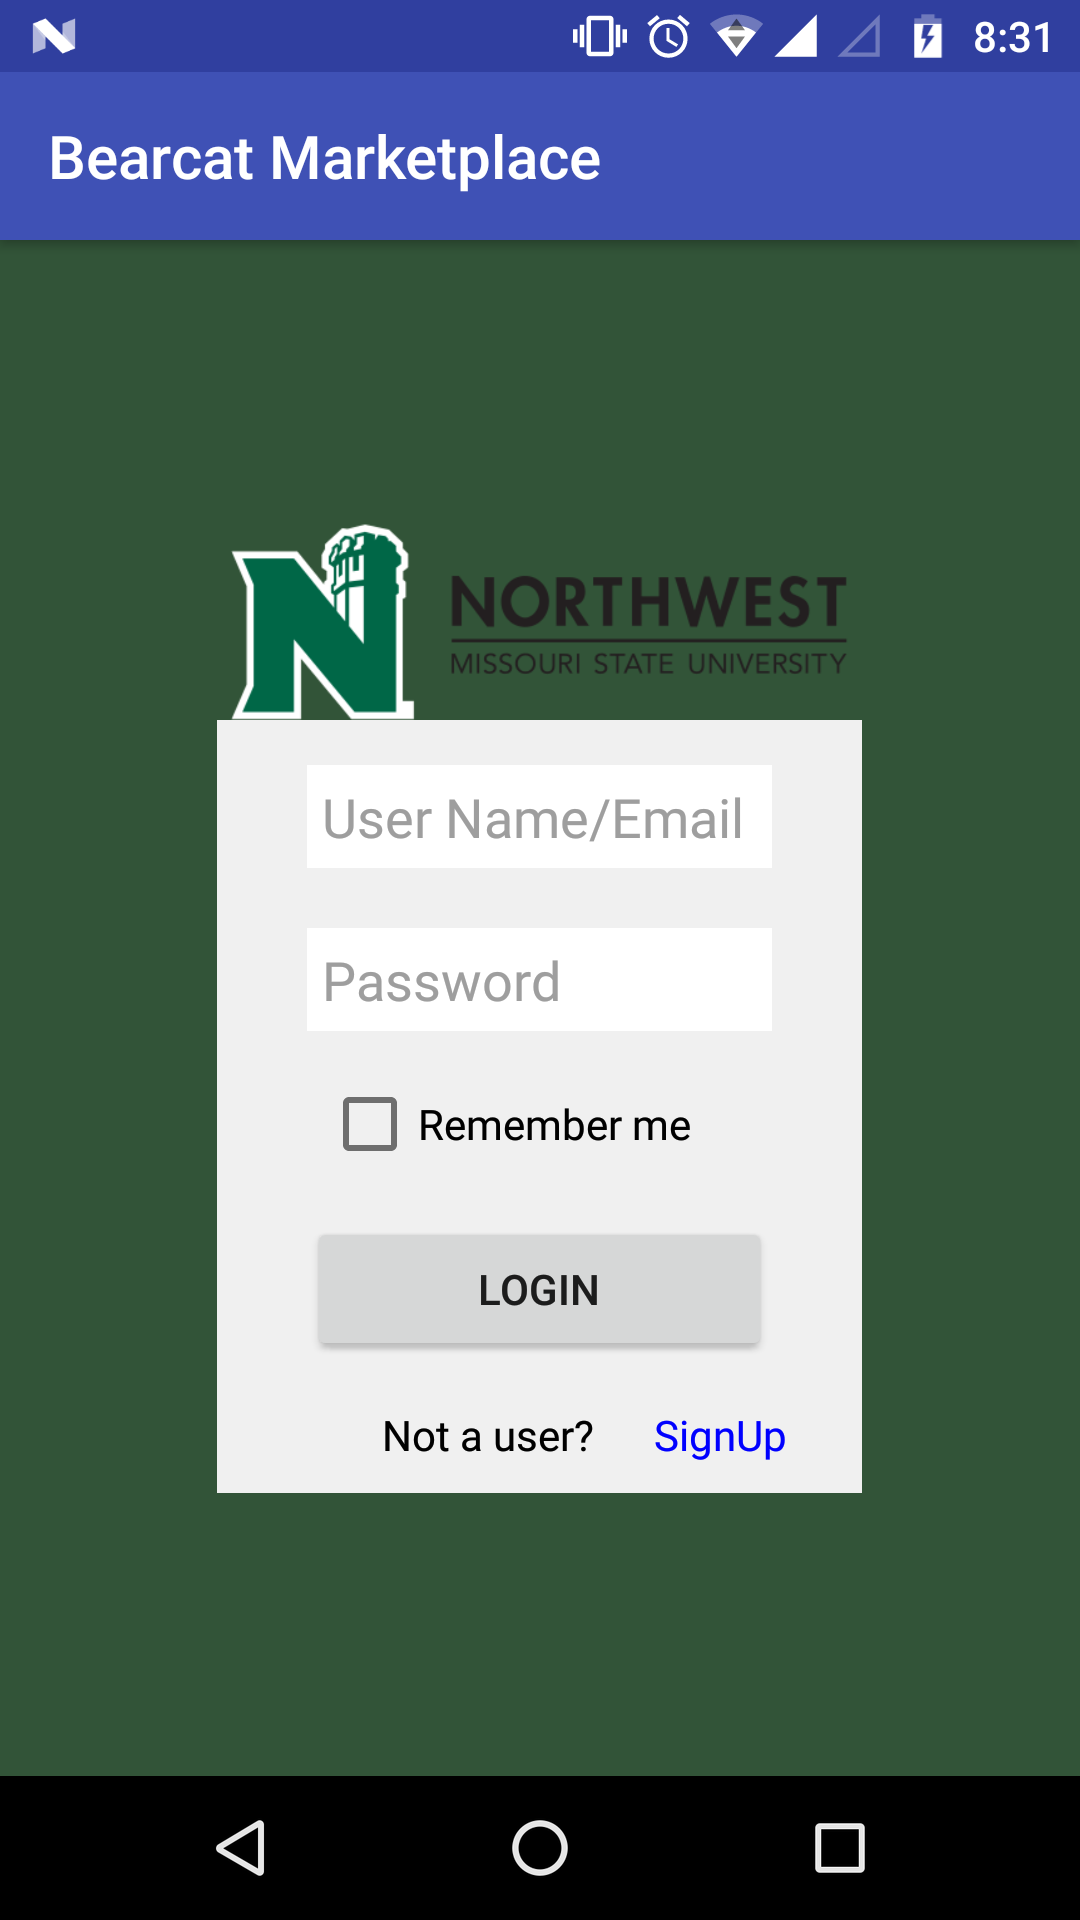 8:31
Bearcat Marketplace
N NORTHWEST
MISSOURI STATE UNIVERSITY
User Name/Email
Password
Remember me
LOGIN
Not a user? SignUp